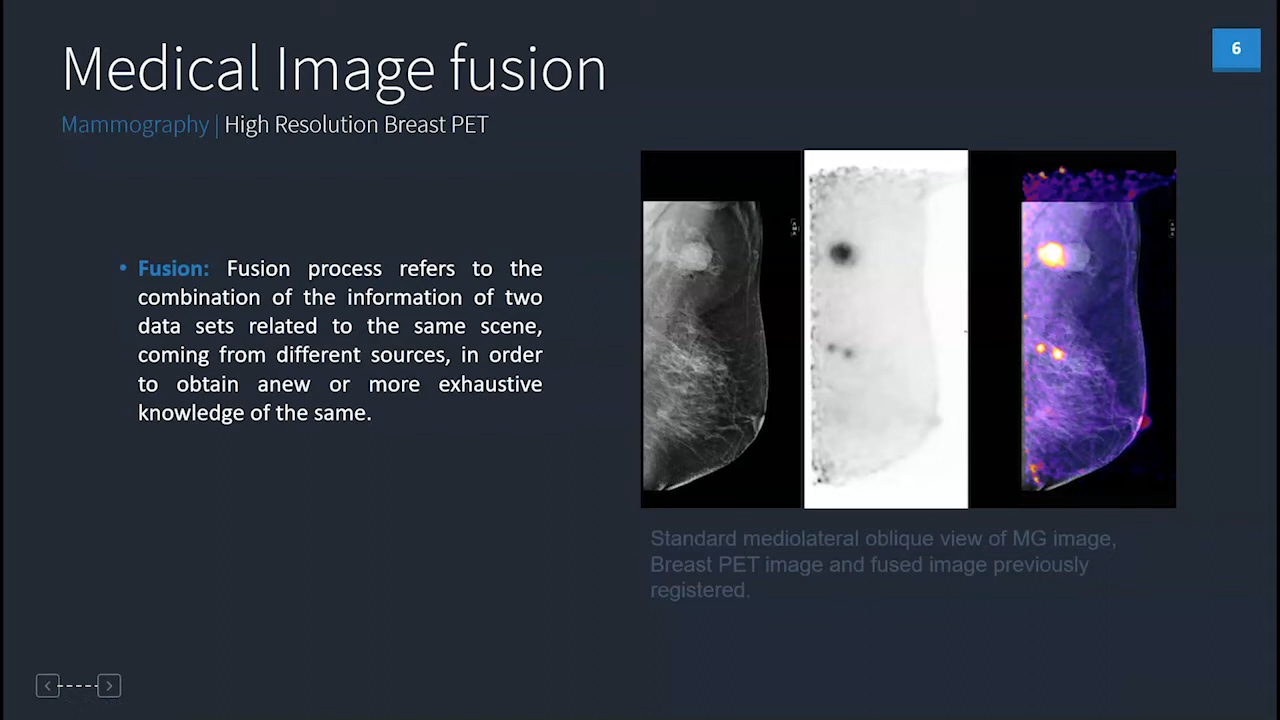 Medical Image fusion
6
Mammography | High Resolution Breast PET
• Fusion: Fusion process refers to the
combination of the information of two
data sets related to the same scene,
coming from different sources, in order
to obtain anew or more exhaustive
knowledge of the same.
Standard mediolateral oblique view of MG image,
Breast PET image and fused image previously
registered.